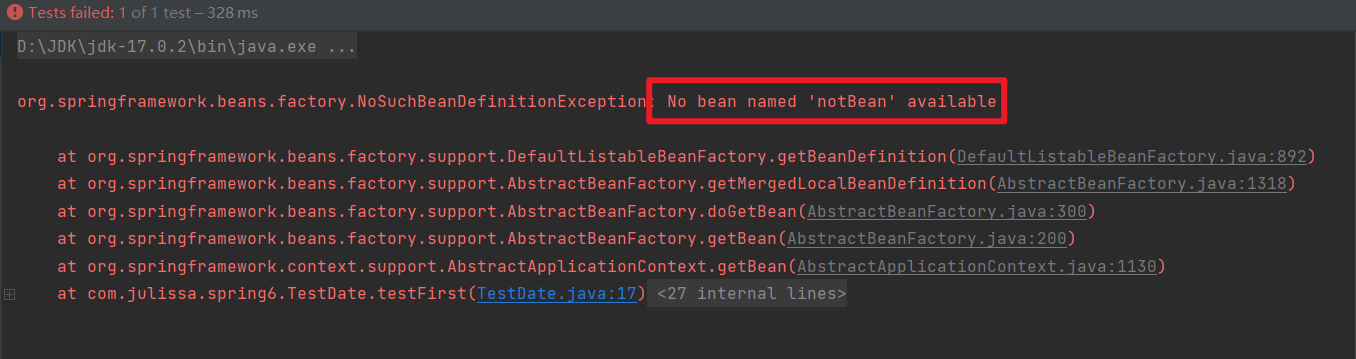 Tests failed: 1 of 1 test – 328 ms
D:\JDK\jdk-17.0.2\bin\java.exe ...
org.springframework.beans.factory.NoSuchBeanDefinitionException: No bean named 'notBean' available
at org.springframework.beans.factory.support.DefaultListableBeanFactory.getBeanDefinition(DefaultListableBeanFactory.java:892)
at org.springframework.beans.factory.support.AbstractBeanFactory.getMergedLocalBeanDefinition(AbstractBeanFactory.java:1318)
at org.springframework.beans.factory.support.AbstractBeanFactory.doGetBean(AbstractBeanFactory.java:300)
at org.springframework.beans.factory.support.AbstractBeanFactory.getBean(AbstractBeanFactory.java:200)
at org.springframework.context.support.AbstractApplicationContext.getBean(AbstractApplicationContext.java:1130)
at com.julissa.spring6.TestDate.testFirst(TestDate.java:17) <27 internal lines>